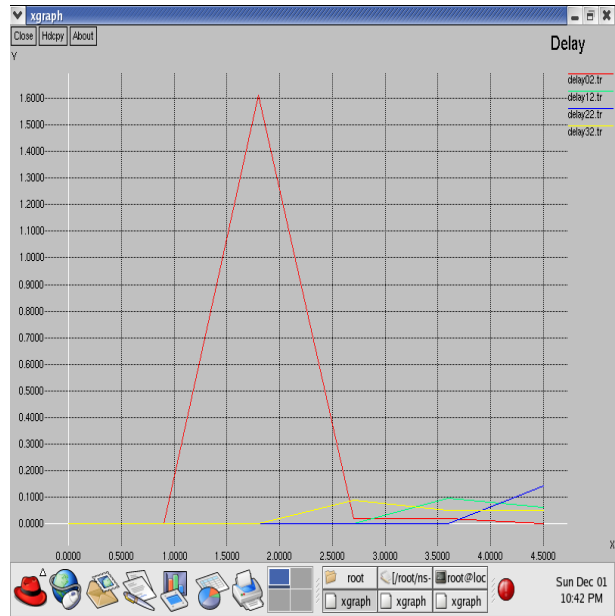 xgraph
Close Hdcpy About
Delay
Y
delay02.tr
delay12.tr
delay22.tr
delay32.tr
1.6000
1.5000
1.4000
1.3000
1.2000
1.1000
1.0000
0.9000
0.8000
0.7000
0.6000
0.5000
0.4000
0.3000
0.2000
0.1000
0.0000
X
0.0000 0.5000 1.0000 1.5000 2.0000 2.5000 3.0000 3.5000 4.0000 4.5000
root [/root/ns- root@loc
xgraph xgraph xgraph
Sun Dec 01
10:42 PM